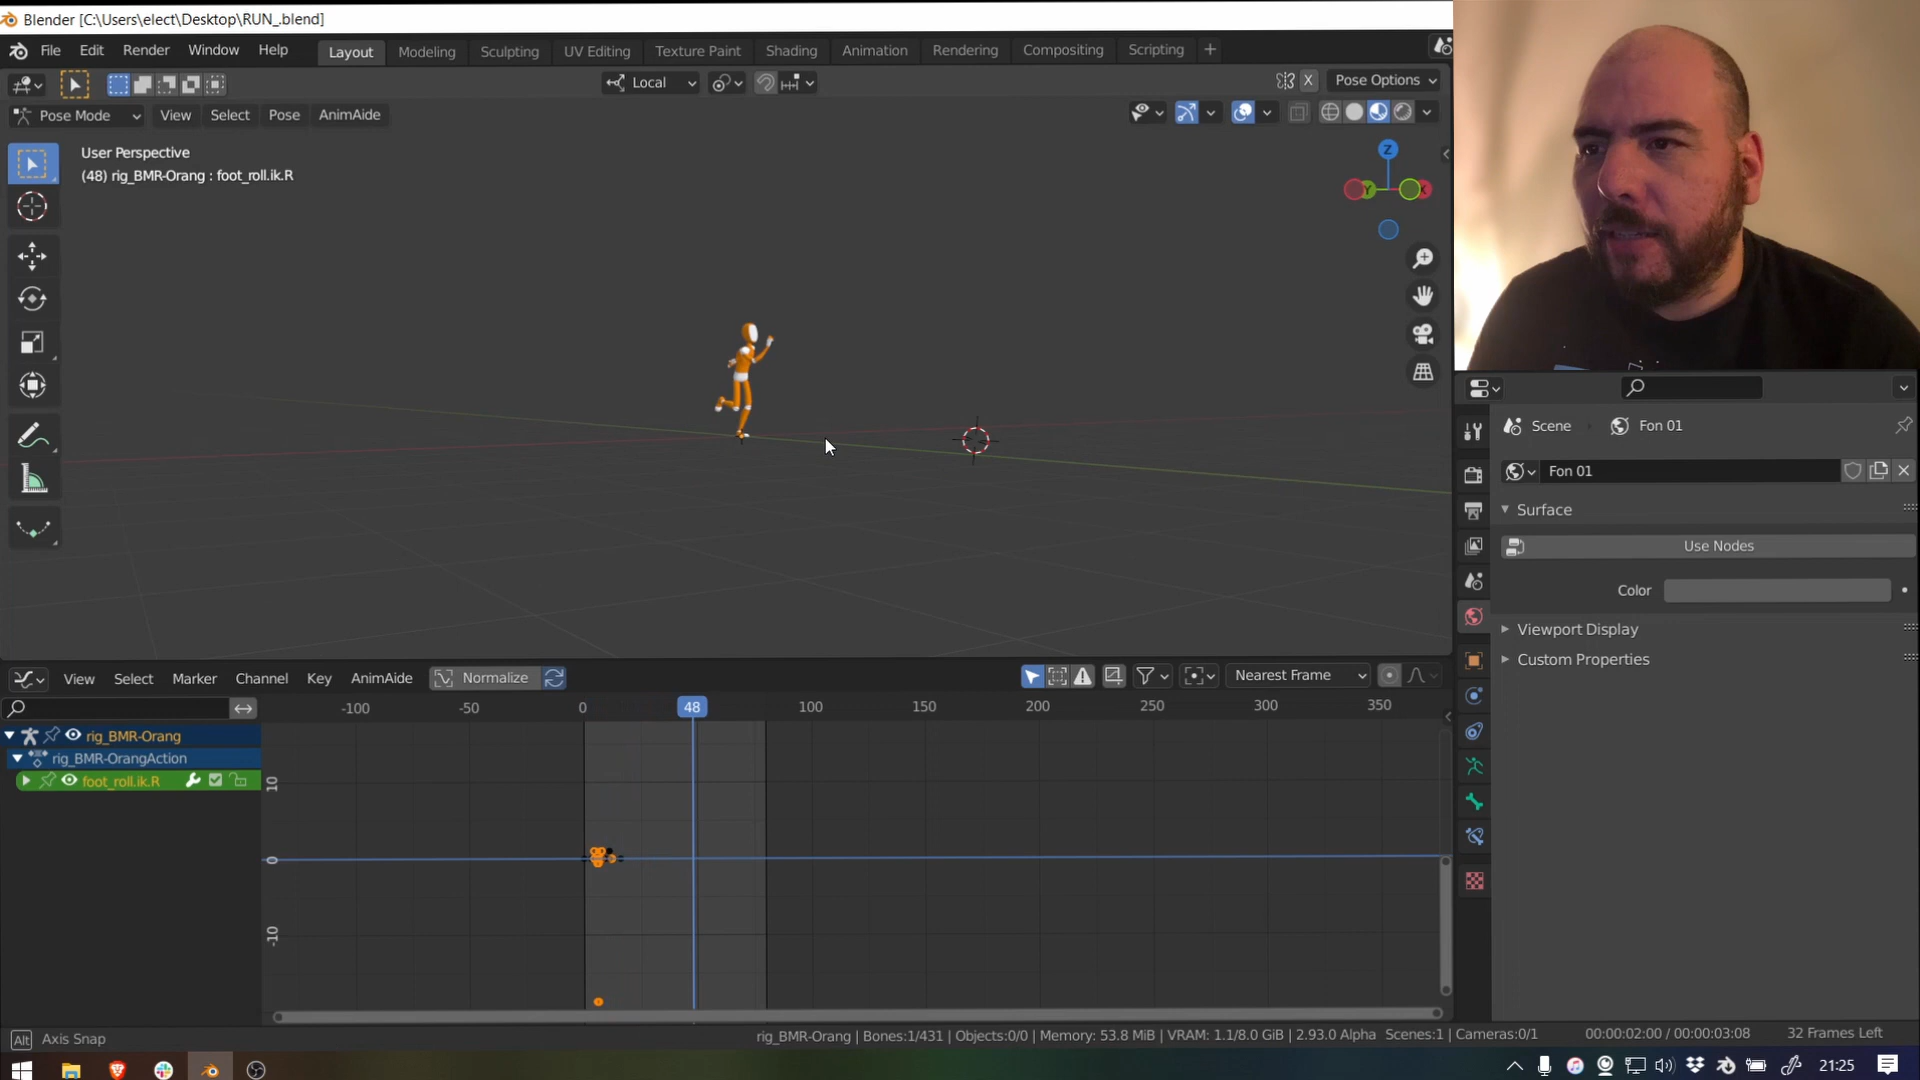 Blender [C:\Users\elect\Desktop\RUN_.blend]
File Edit Render Window Help Layout Modeling Sculpting UV Editing Texture Paint Shading Animation Rendering Compositing Scripting +
Local X Pose Options
Pose Mode View Select Pose AnimAide
User Perspective
(48) rig_BMR-Orang : foot_roll.ik.R
Z
Y X
Scene Fon 01
Fon 01
Surface
Use Nodes
Color
Viewport Display
Custom Properties
View Select Marker Channel Key AnimAide Normalize Nearest Frame
-100 -50 0 48 100 150 200 250 300 350
rig_BMR-Orang
rig_BMR-OrangAction
foot_roll.ik.R
10
0
-10
Alt Axis Snap
rig_BMR-Orang | Bones:1/431 | Objects:0/0 | Memory: 53.8 MiB | VRAM: 1.1/8.0 GiB | 2.93.0 Alpha Scenes:1 | Cameras:0/1 00:00:02:00 / 00:00:03:08 32 Frames Left
21:25